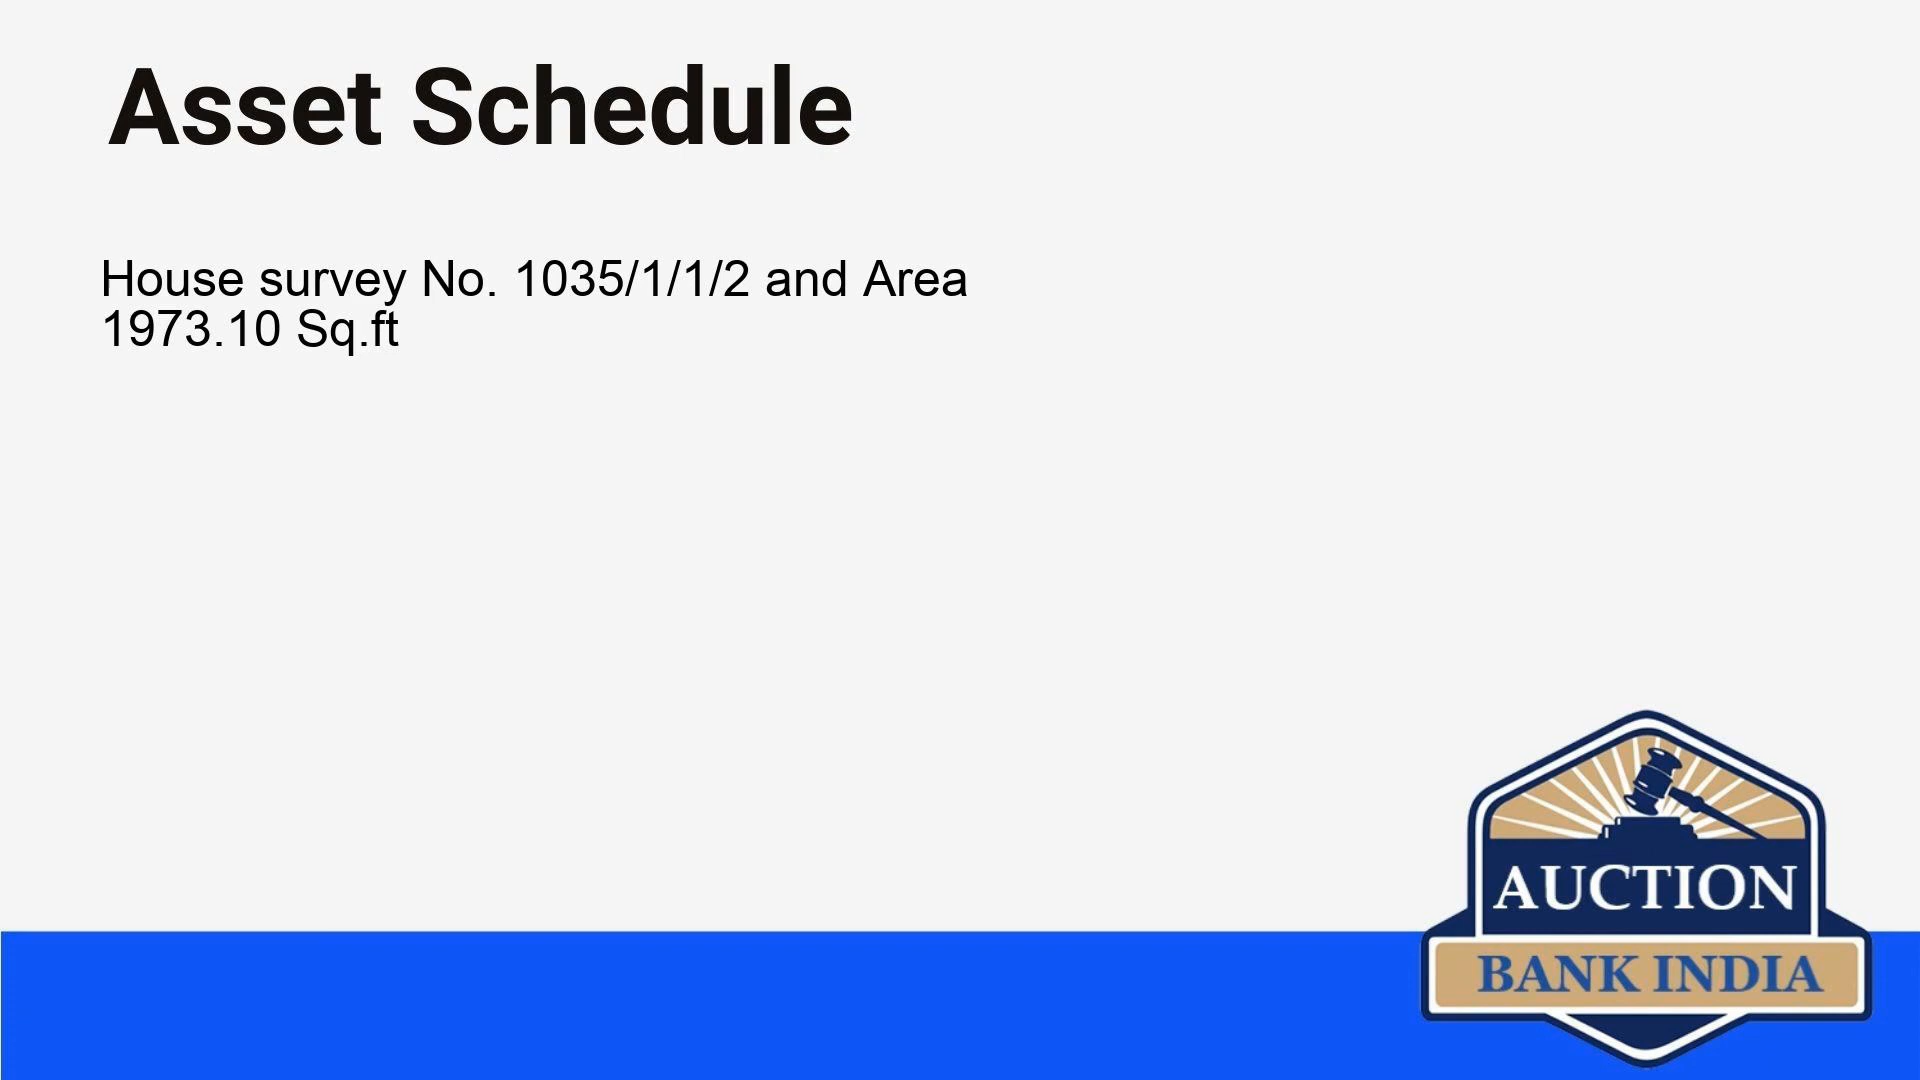 Asset Schedule
House survey No. 1035/1/1/2 and Area
1973.10 Sq.ft
AUCTION
BANK INDIA